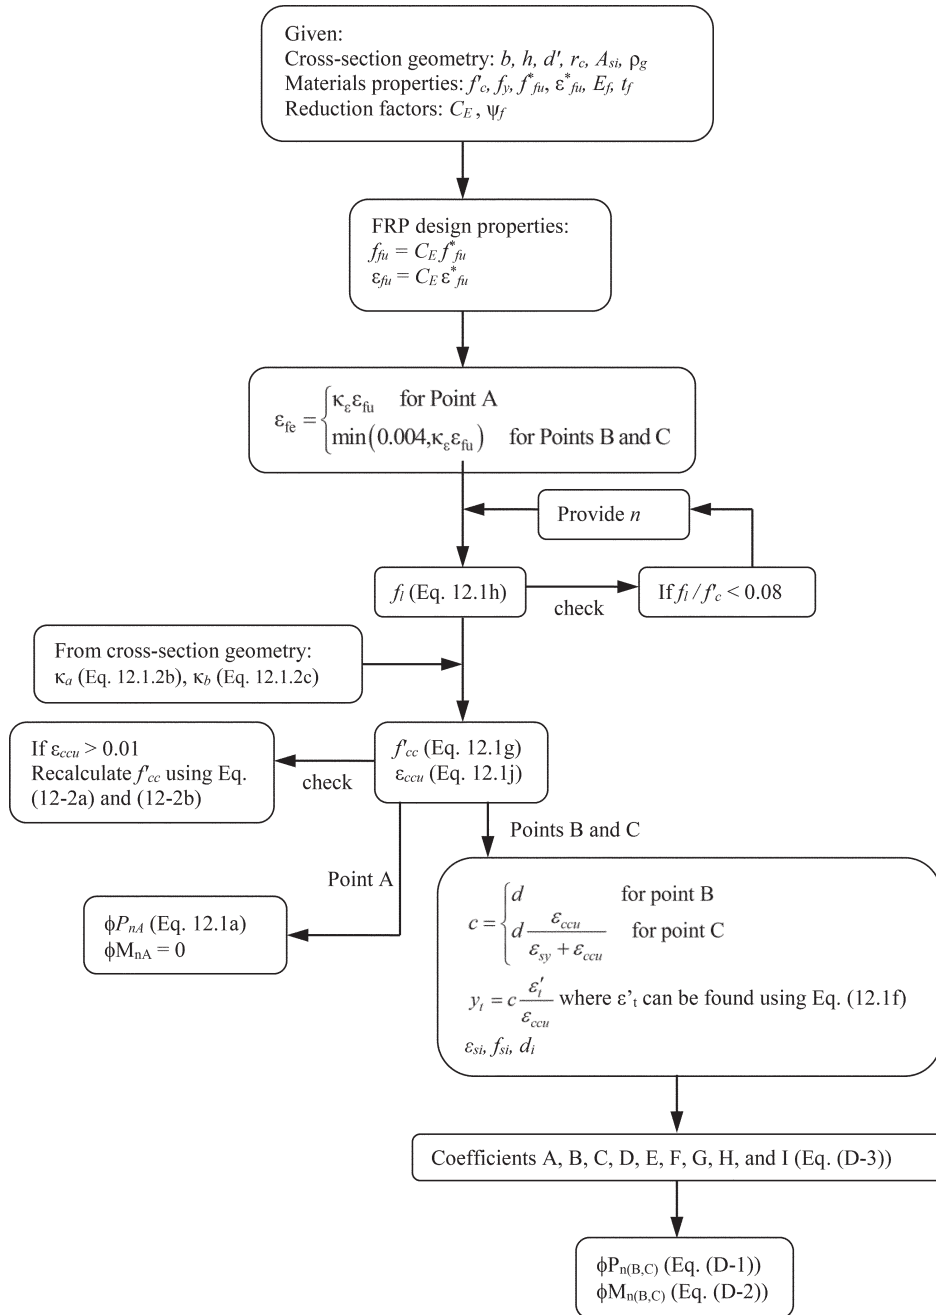 Given:
Cross-section geometry: b, h, d', r_c, A_si, ρ_g
Materials properties: f'_c, f_y, f*_fu, ε*_fu, E_f, t_f
Reduction factors: C_E , ψ_f
FRP design properties:
f_fu = C_E f*_fu
ε_fu = C_E ε*_fu
ε_fe = { κ_ε ε_fu for Point A
min(0.004,κ_ε ε_fu) for Points B and C
Provide n
f_l (Eq. 12.1h)
check
If f_l / f'_c < 0.08
From cross-section geometry:
κ_a (Eq. 12.1.2b), κ_b (Eq. 12.1.2c)
If ε_ccu > 0.01
Recalculate f'_cc using Eq.
(12-2a) and (12-2b)
check
f'_cc (Eq. 12.1g)
ε_ccu (Eq. 12.1j)
Points B and C
Point A
ϕP_nA (Eq. 12.1a)
ϕM_nA = 0
c = { d for point B
d ε_ccu / (ε_sy + ε_ccu) for point C
y_t = c ε'_t / ε_ccu where ε’_t can be found using Eq. (12.1f)
ε_si, f_si, d_i
Coefficients A, B, C, D, E, F, G, H, and I (Eq. (D-3))
ϕP_n(B,C) (Eq. (D-1))
ϕM_n(B,C) (Eq. (D-2))